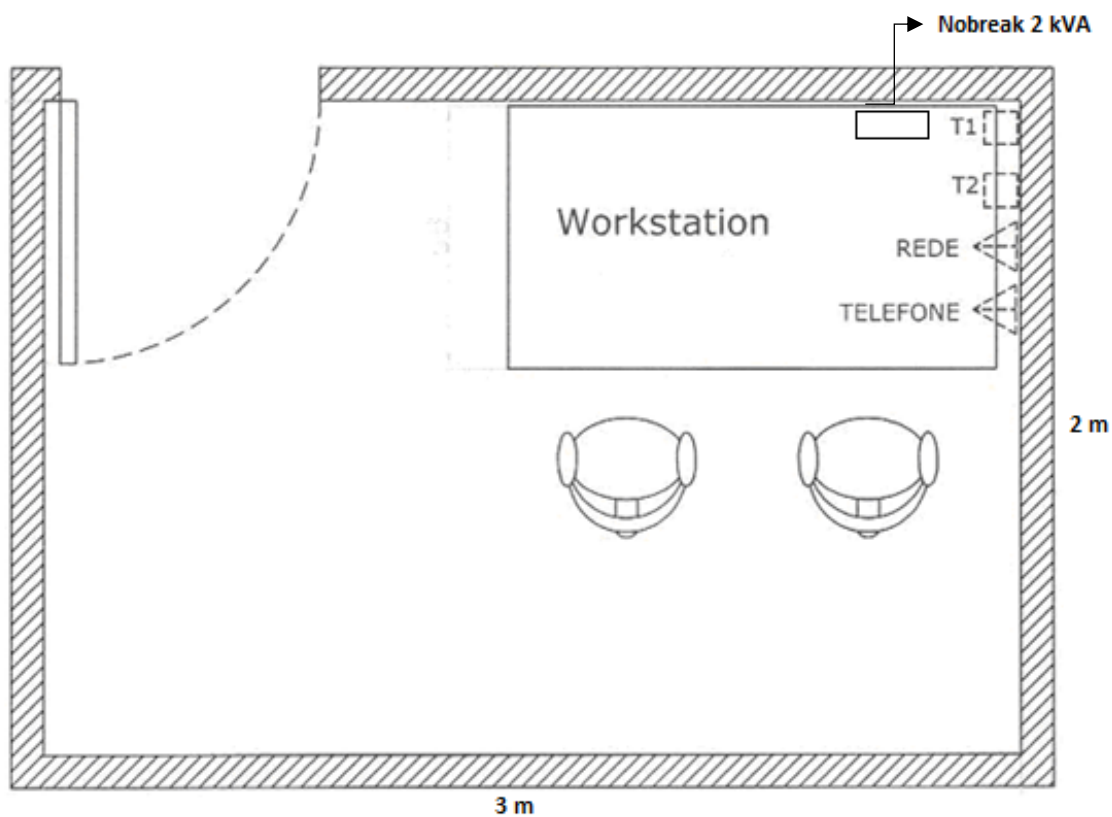 Nobreak 2 kVA
T1
T2
Workstation
REDE
TELEFONE
2 m
3 m